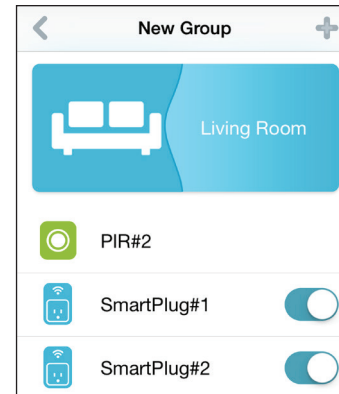 New Group
Living Room
PIR#2
SmartPlug#1
SmartPlug#2